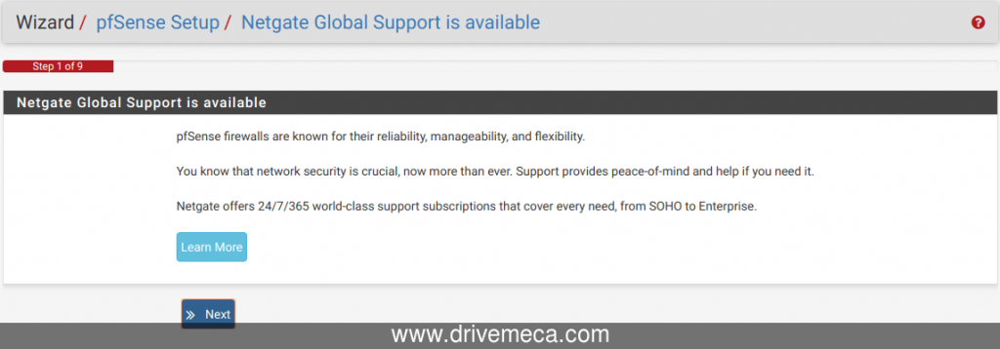 Wizard / pfSense Setup / Netgate Global Support is available
Step 1 of 9
Netgate Global Support is available
pfSense firewalls are known for their reliability, manageability, and flexibility.
You know that network security is crucial, now more than ever. Support provides peace-of-mind and help if you need it.
Netgate offers 24/7/365 world-class support subscriptions that cover every need, from SOHO to Enterprise.
Learn More
» Next
www.drivemeca.com